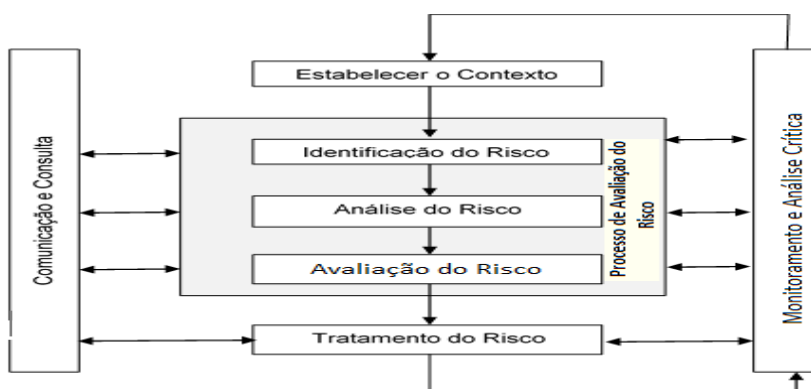 Estabelecer o Contexto
Comunicação e Consulta
Identificação do Risco
Análise do Risco
Avaliação do Risco
Processo de Avaliação do
Risco
Monitoramento e Análise Crítica
Tratamento do Risco